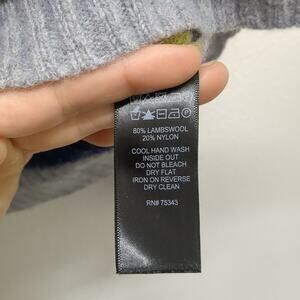 80% LAMBSWOOL
20% NYLON
COOL HAND WASH
INSIDE OUT
DO NOT BLEACH
DRY FLAT
IRON ON REVERSE
DRY CLEAN
RN# 75343